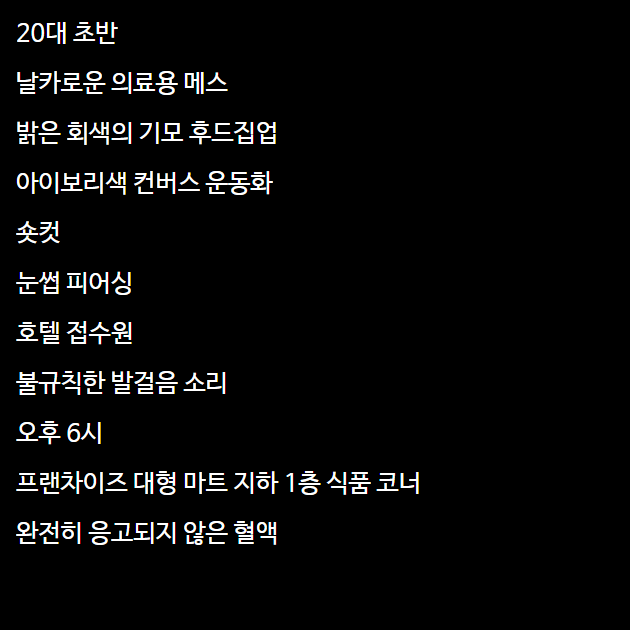 20대 초반
날카로운 의료용 메스
밝은 회색의 기모 후드집업
아이보리색 컨버스 운동화
숏컷
눈썹 피어싱
호텔 접수원
불규칙한 발걸음 소리
오후 6시
프랜차이즈 대형 마트 지하 1층 식품 코너
완전히 응고되지 않은 혈액